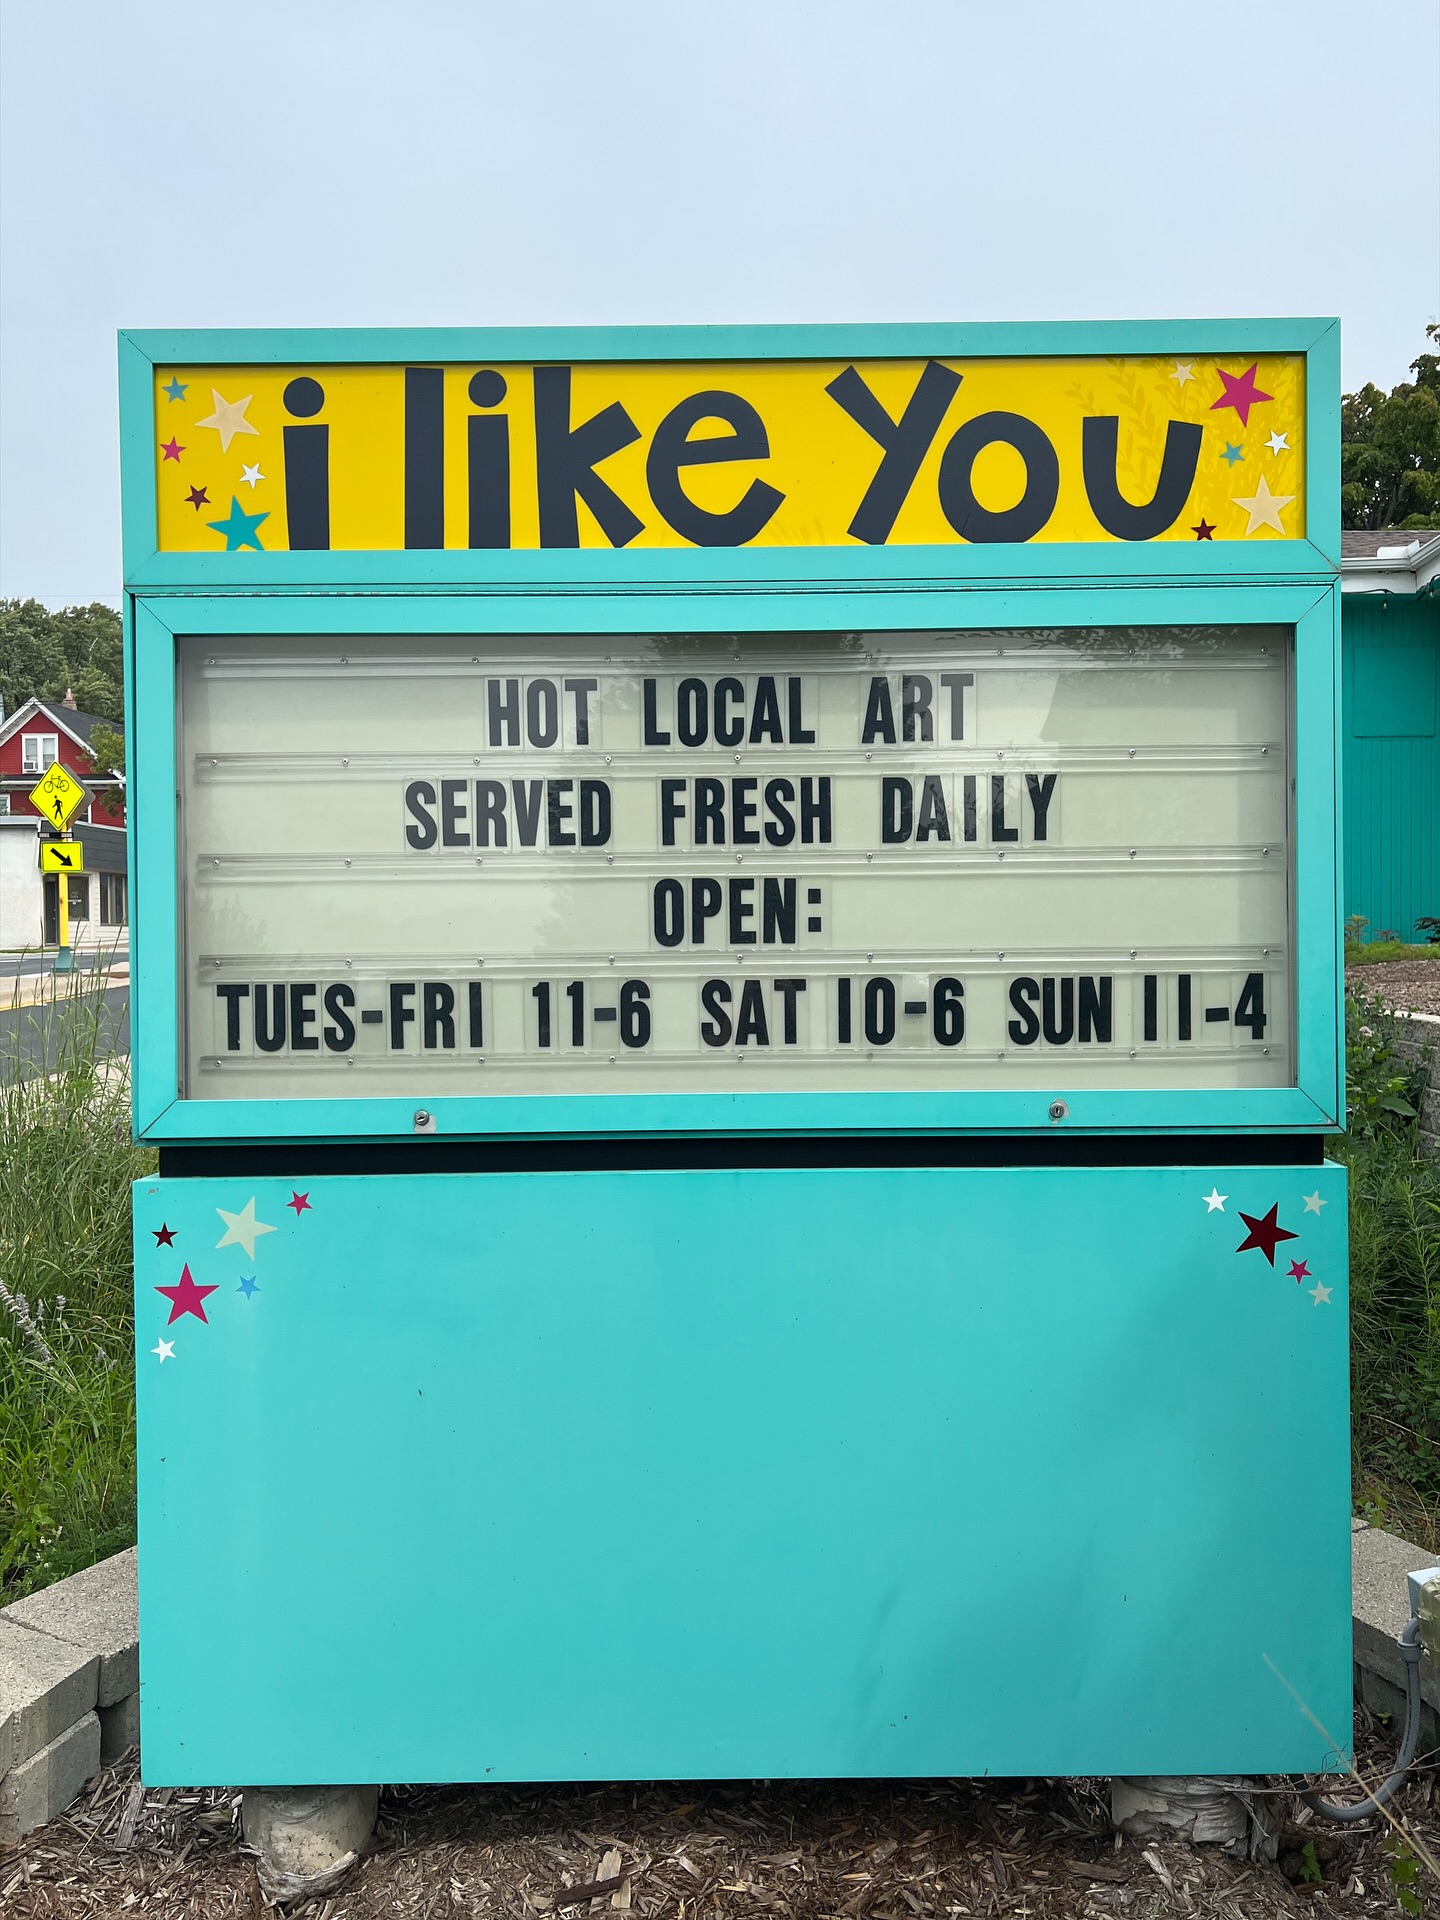 i like You
HOT LOCAL ART
SERVED FRESH DAILY
OPEN:
TUES-FRI 11-6 SAT 10-6 SUN 11-4